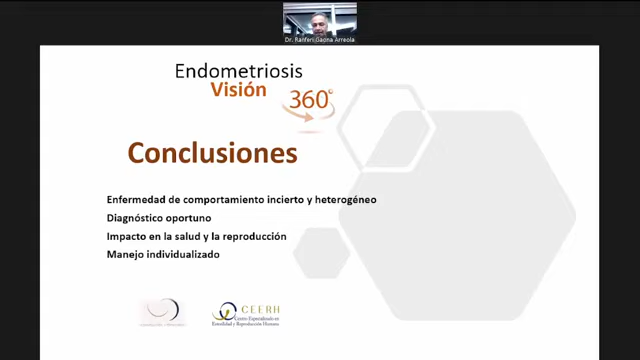 Dr. Ranferi Gaona Arreola
Endometriosis
Visión
360°
Conclusiones
Enfermedad de comportamiento incierto y heterogéneo
Diagnóstico oportuno
Impacto en la salud y la reproducción
Manejo individualizado
CEERH
Centro Especializado en
Esterilidad y Reproducción Humana